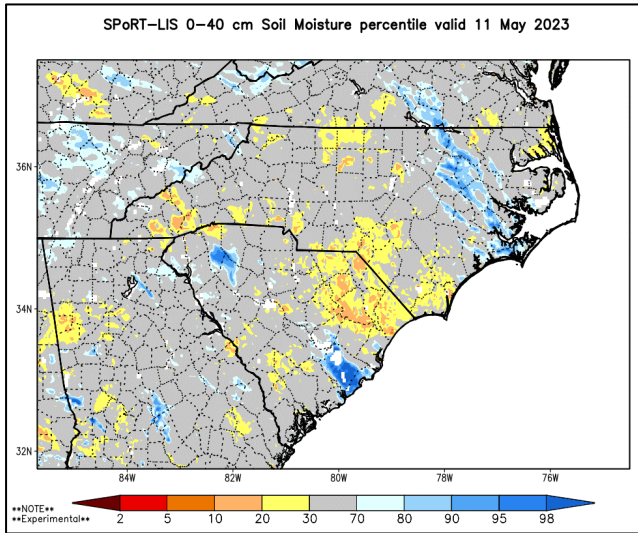 SPoRT-LIS 0-40 cm Soil Moisture percentile valid 11 May 2023
36N
34N
32N
84W 82W 80W 78W 76W
**NOTE**
**Experimental**
2 5 10 20 30 70 80 90 95 98